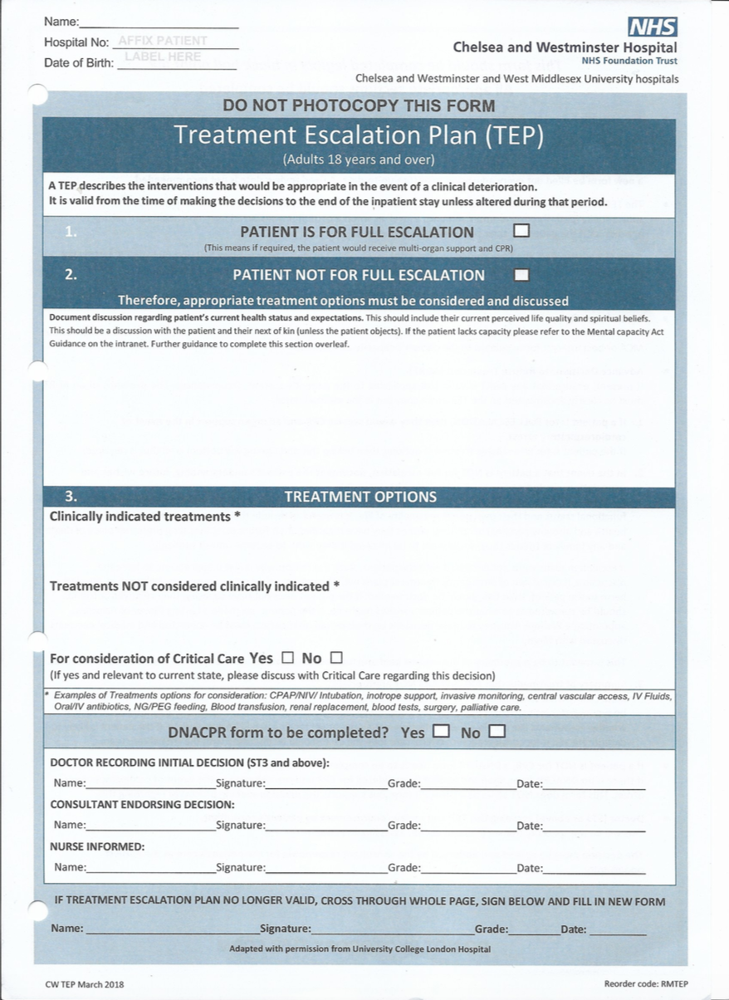 Name:
NHS
Hospital No: AFFIX PATIENT
Chelsea and Westminster Hospital
Date of Birth: LABEL HERE
NHS Foundation Trust
Chelsea and Westminster and West Middlesex University hospitals
DO NOT PHOTOCOPY THIS FORM
Treatment Escalation Plan (TEP)
(Adults 18 years and over)
A TEP describes the interventions that would be appropriate in the event of a clinical deterioration.
It is valid from the time of making the decisions to the end of the inpatient stay unless altered during that period.
1. PATIENT IS FOR FULL ESCALATION ☐
(This means if required, the patient would receive multi-organ support and CPR)
2. PATIENT NOT FOR FULL ESCALATION ☐
Therefore, appropriate treatment options must be considered and discussed
Document discussion regarding patient's current health status and expectations. This should include their current perceived life quality and spiritual beliefs.
This should be a discussion with the patient and their next of kin (unless the patient objects). If the patient lacks capacity please refer to the Mental capacity Act
Guidance on the intranet. Further guidance to complete this section overleaf.
3. TREATMENT OPTIONS
Clinically indicated treatments *
Treatments NOT considered clinically indicated *
For consideration of Critical Care Yes ☐ No ☐
(If yes and relevant to current state, please discuss with Critical Care regarding this decision)
* Examples of Treatments options for consideration: CPAP/NIV/ Intubation, inotrope support, invasive monitoring, central vascular access, IV Fluids,
Oral/IV antibiotics, NG/PEG feeding, Blood transfusion, renal replacement, blood tests, surgery, palliative care.
DNACPR form to be completed? Yes ☐ No ☐
DOCTOR RECORDING INITIAL DECISION (ST3 and above):
Name: Signature: Grade: Date:
CONSULTANT ENDORSING DECISION:
Name: Signature: Grade: Date:
NURSE INFORMED:
Name: Signature: Grade: Date:
IF TREATMENT ESCALATION PLAN NO LONGER VALID, CROSS THROUGH WHOLE PAGE, SIGN BELOW AND FILL IN NEW FORM
Name: Signature: Grade: Date:
Adapted with permission from University College London Hospital
CW TEP March 2018
Reorder code: RMTEP